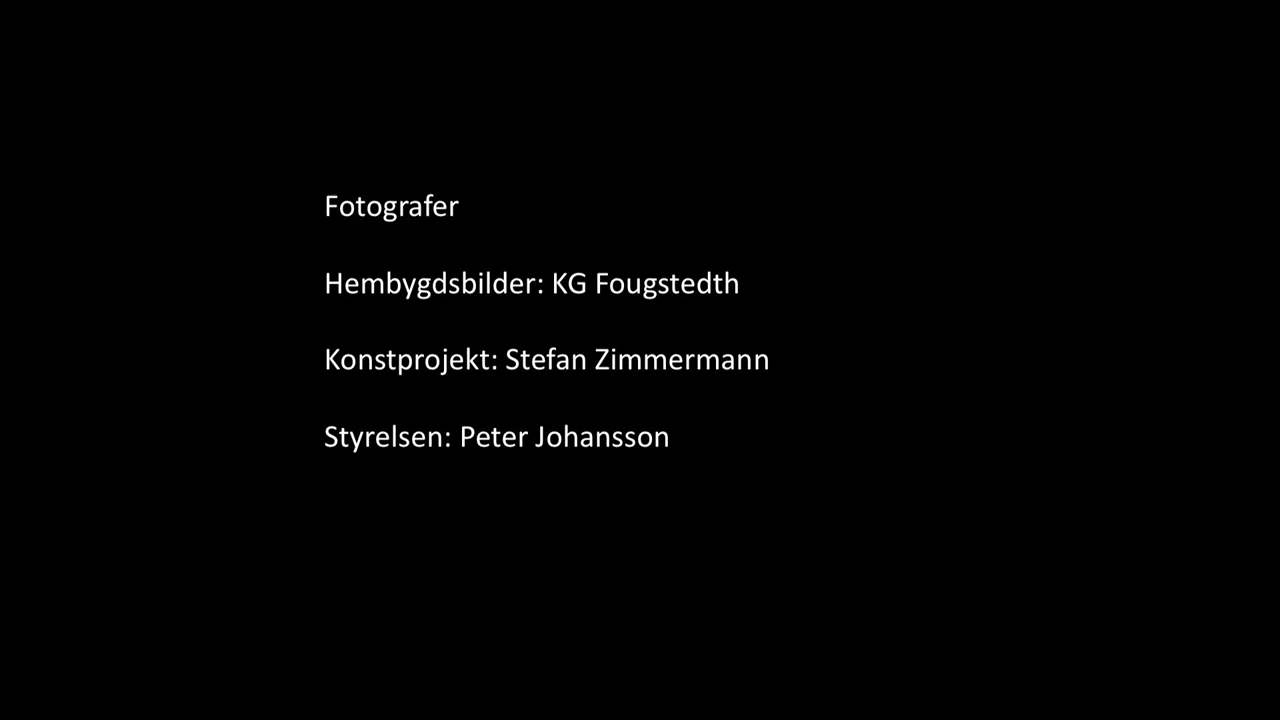 Fotografer
Hembygdsbilder: KG Fougstedth
Konstprojekt: Stefan Zimmermann
Styrelsen: Peter Johansson